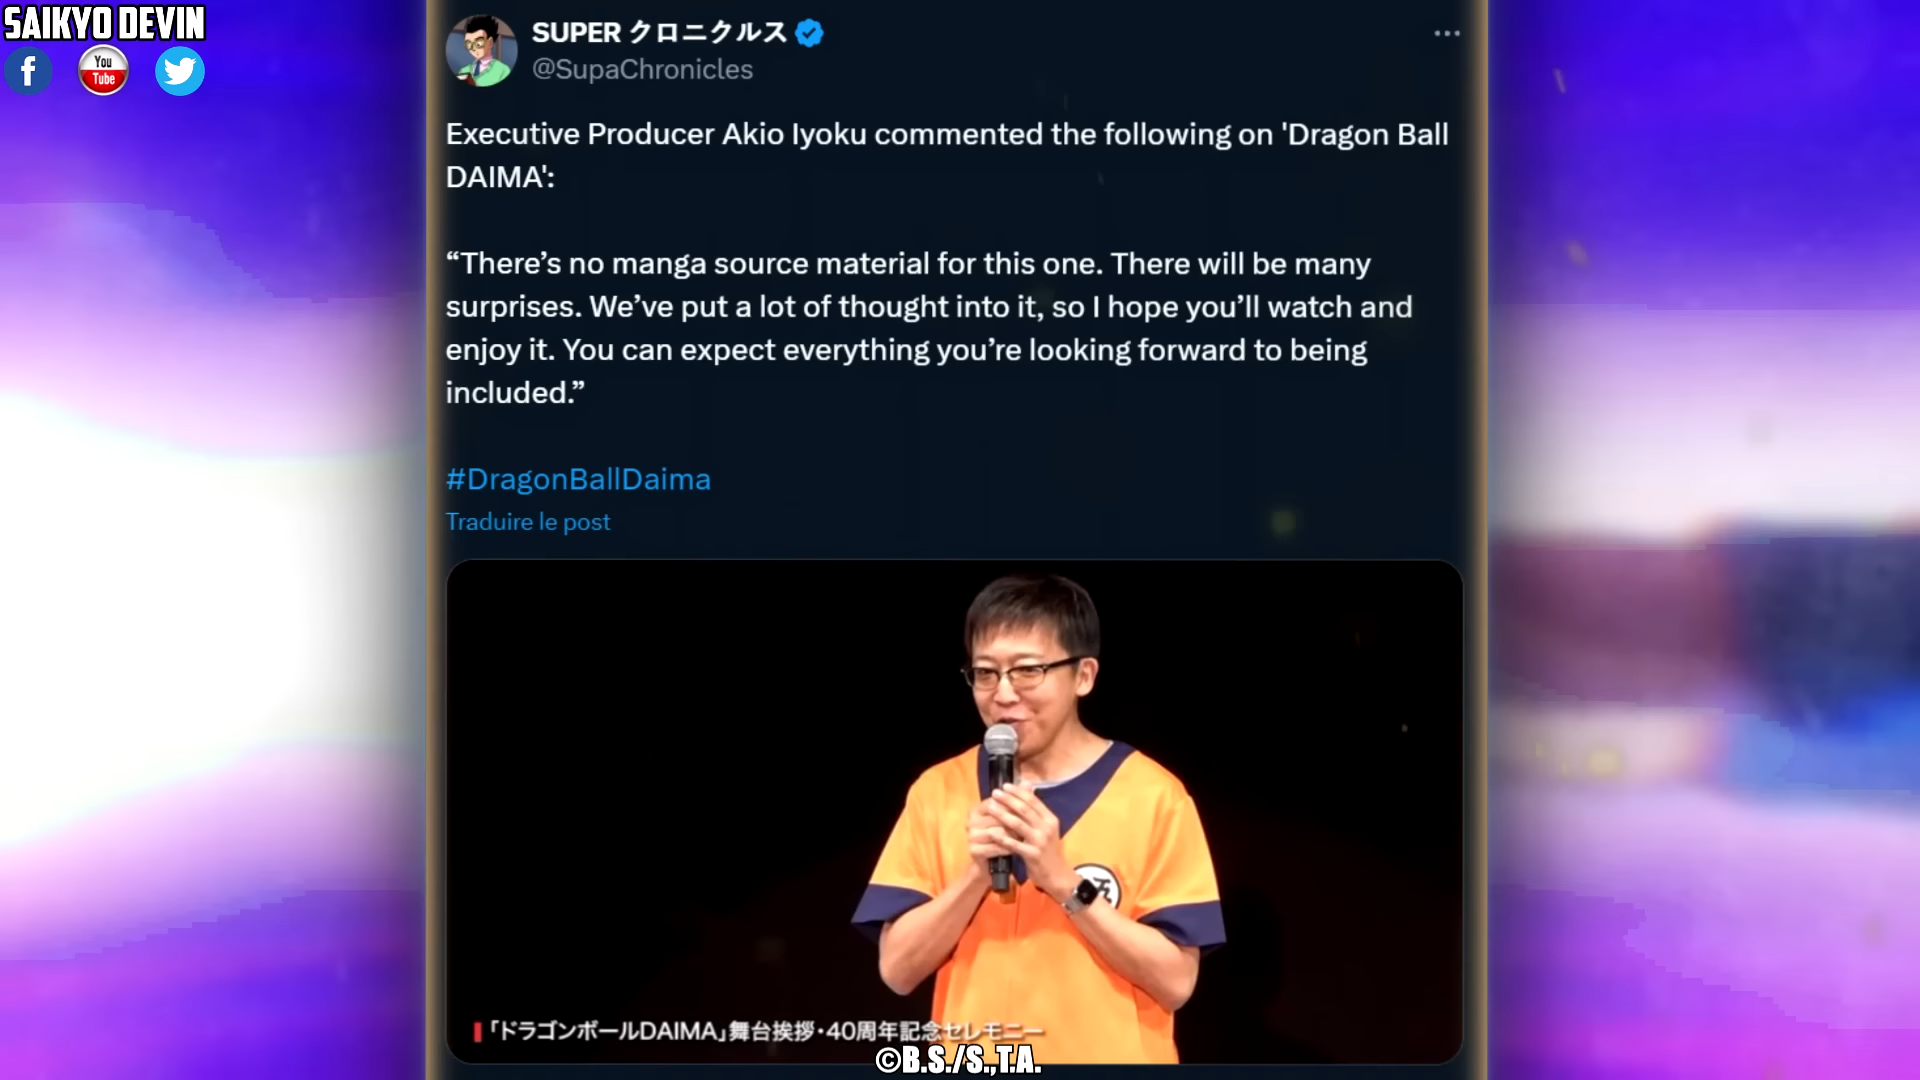 SAIKYO DEVIN
f
You
Tube
SUPER クロニクルス
@SupaChronicles
Executive Producer Akio Iyoku commented the following on 'Dragon Ball
DAIMA':
“There’s no manga source material for this one. There will be many
surprises. We’ve put a lot of thought into it, so I hope you’ll watch and
enjoy it. You can expect everything you’re looking forward to being
included.”
#DragonBallDaima
Traduire le post
「ドラゴンボールDAIMA」舞台挨拶・40周年記念セレモニー
©B.S./S.,T.A.